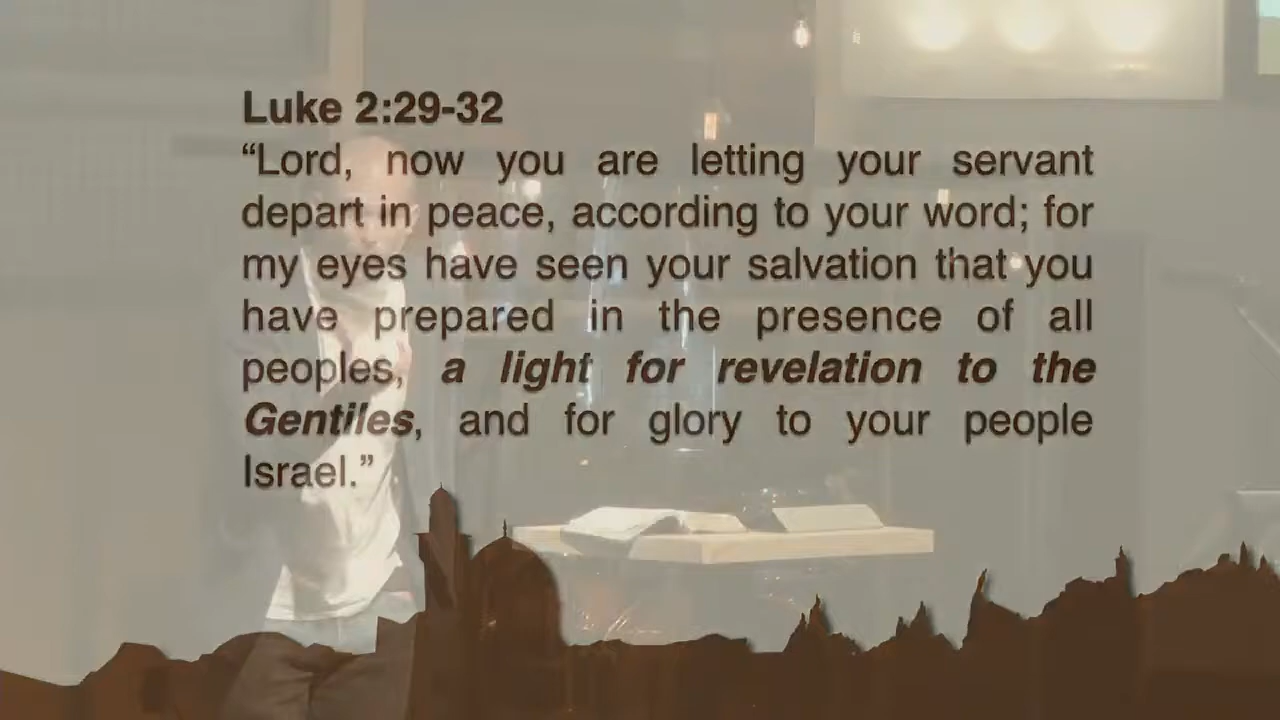 Luke 2:29-32
“Lord, now you are letting your servant
depart in peace, according to your word; for
my eyes have seen your salvation that you
have prepared in the presence of all
peoples, a light for revelation to the
Gentiles, and for glory to your people
Israel.”